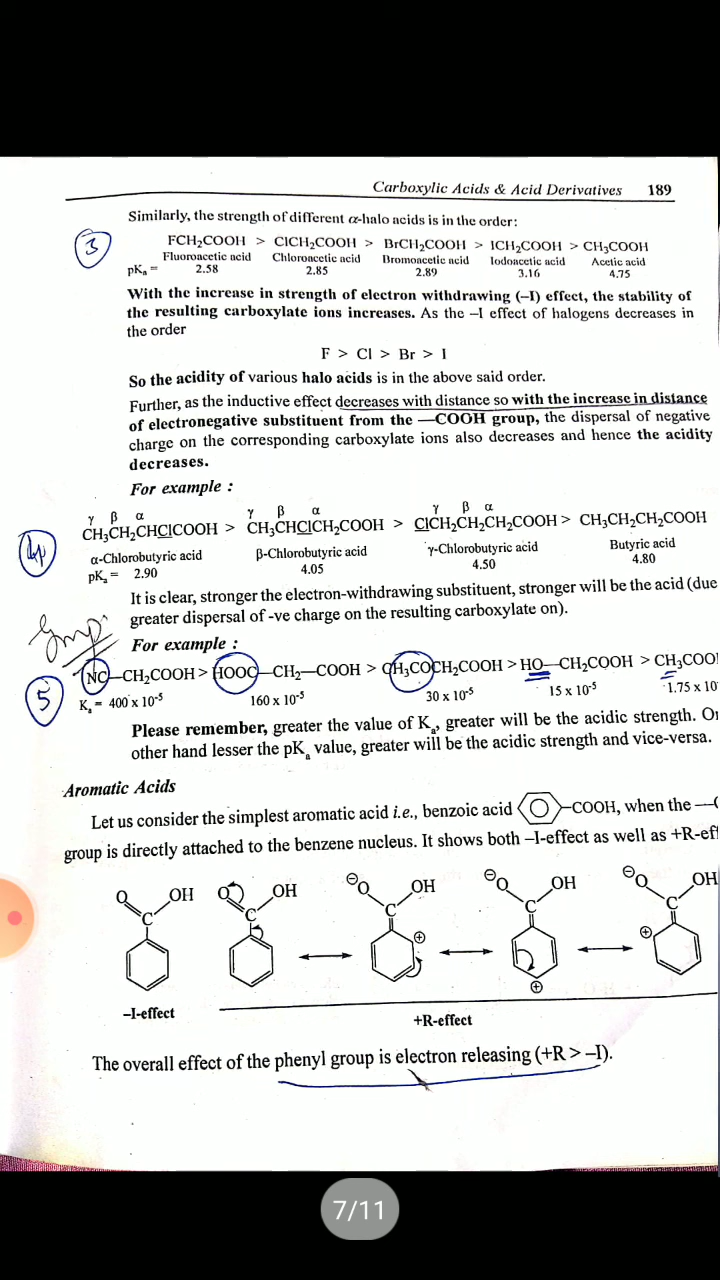 Carboxylic Acids & Acid Derivatives 189
Similarly, the strength of different α-halo acids is in the order:
3
FCH₂COOH > ClCH₂COOH > BrCH₂COOH > ICH₂COOH > CH₃COOH
Fluoroacetic acid Chloroacetic acid Bromoacetic acid Iodoacetic acid Acetic acid
pKₐ = 2.58 2.85 2.89 3.16 4.75
With the increase in strength of electron withdrawing (–I) effect, the stability of
the resulting carboxylate ions increases. As the –I effect of halogens decreases in
the order
F > Cl > Br > I
So the acidity of various halo acids is in the above said order.
Further, as the inductive effect decreases with distance so with the increase in distance
of electronegative substituent from the —COOH group, the dispersal of negative
charge on the corresponding carboxylate ions also decreases and hence the acidity
decreases.
For example :
γ β α γ β α γ β α
CH₃CH₂CHClCOOH > CH₃CHClCH₂COOH > ClCH₂CH₂CH₂COOH > CH₃CH₂CH₂COOH
α-Chlorobutyric acid β-Chlorobutyric acid γ-Chlorobutyric acid Butyric acid
pKₐ = 2.90 4.05 4.50 4.80
It is clear, stronger the electron-withdrawing substituent, stronger will be the acid (due
greater dispersal of -ve charge on the resulting carboxylate on).
Imp
For example :
5
NC—CH₂COOH > HOOC—CH₂—COOH > CH₃COCH₂COOH > HO—CH₂COOH > CH₃COO
Kₐ = 400 x 10⁻⁵ 160 x 10⁻⁵ 30 x 10⁻⁵ 15 x 10⁻⁵ 1.75 x 10
Please remember, greater the value of Kₐ, greater will be the acidic strength. O
other hand lesser the pKₐ value, greater will be the acidic strength and vice-versa.
Aromatic Acids
Let us consider the simplest aromatic acid i.e., benzoic acid —COOH, when the —
group is directly attached to the benzene nucleus. It shows both –I-effect as well as +R-ef
O OH O OH ⊖O OH ⊖O OH ⊖O OH
C C C C C
⊕ ⊕ ⊕
–I-effect
+R-effect
The overall effect of the phenyl group is electron releasing (+R > –I).
7/11